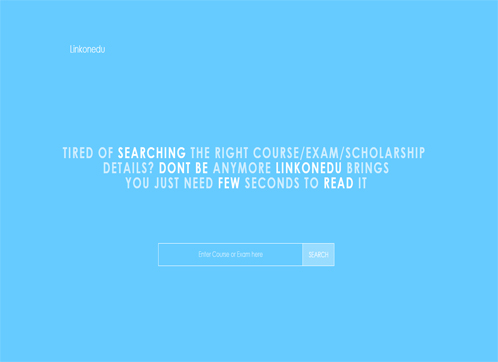 Linkonedu
TIRED OF SEARCHING THE RIGHT COURSE/EXAM/SCHOLARSHIP
DETAILS? DONT BE ANYMORE LINKONEDU BRINGS
YOU JUST NEED FEW SECONDS TO READ IT
Enter Course or Exam here
SEARCH